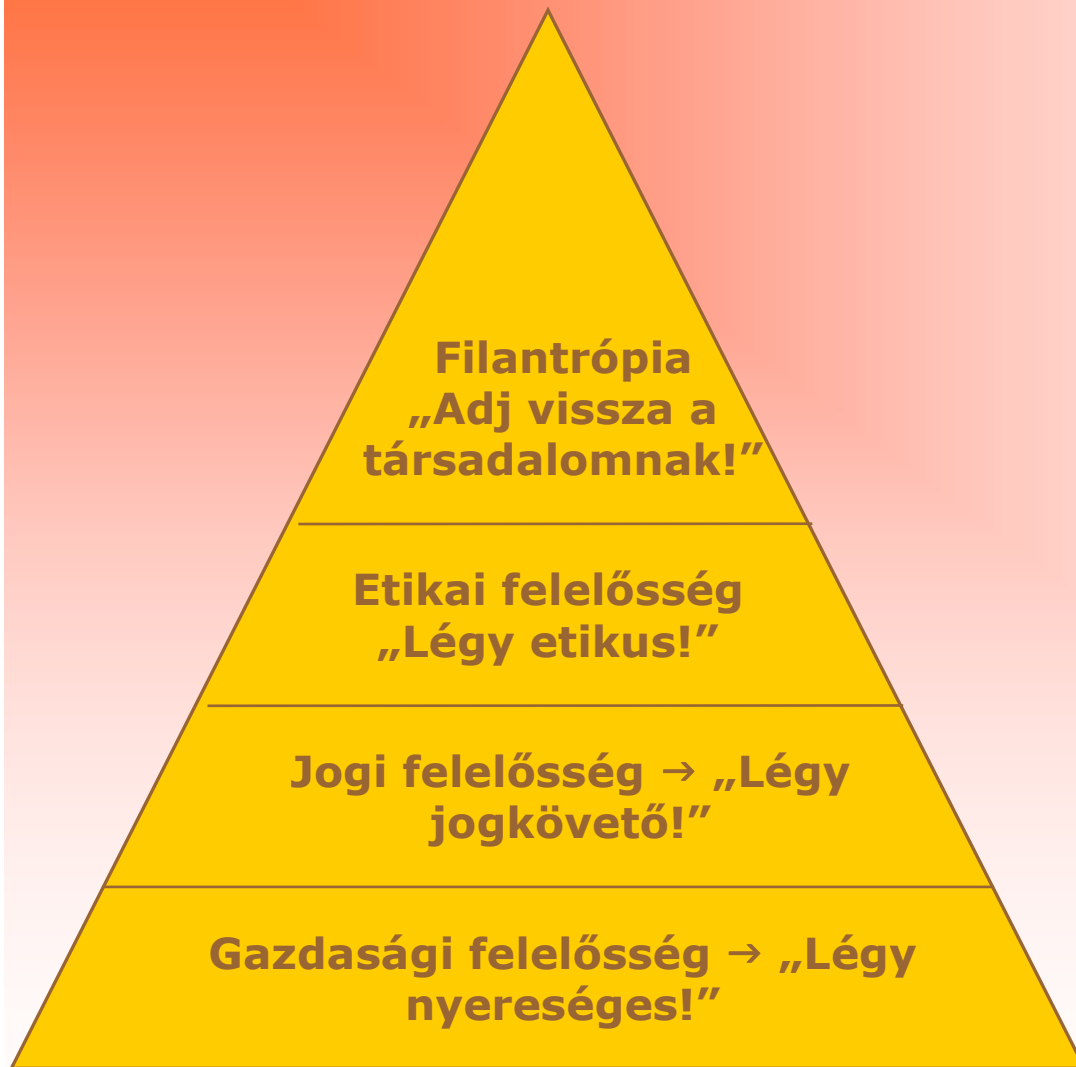 Filantrópia
„Adj vissza a
társadalomnak!”
Etikai felelősség
„Légy etikus!”
Jogi felelősség → „Légy
jogkövető!”
Gazdasági felelősség → „Légy
nyereséges!”